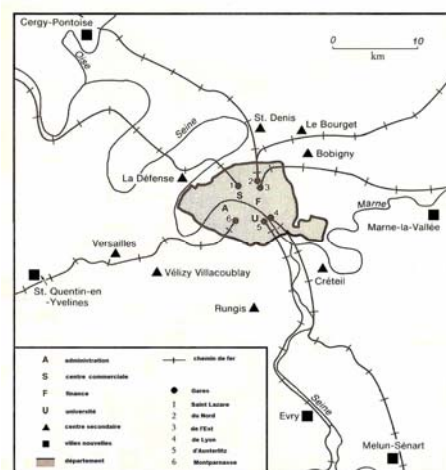 Cergy-Pontoise
0 10
km
Oise
Seine
St. Denis
Le Bourget
Bobigny
La Défense
1
S
2
3
F
A
6
U
4
5
Marne
Marne-la-Vallée
Versailles
St. Quentin-en
-Yvelines
Vélizy Villacoublay
Créteil
Rungis
Seine
Evry
Melun-Sénart
A administration
S centre commerciale
F finance
U université
centre secondaire
villes nouvelles
département
chemin de fer
Gares
1 Saint Lazare
2 du Nord
3 de l'Est
4 de Lyon
5 d'Austerlitz
6 Montparnasse